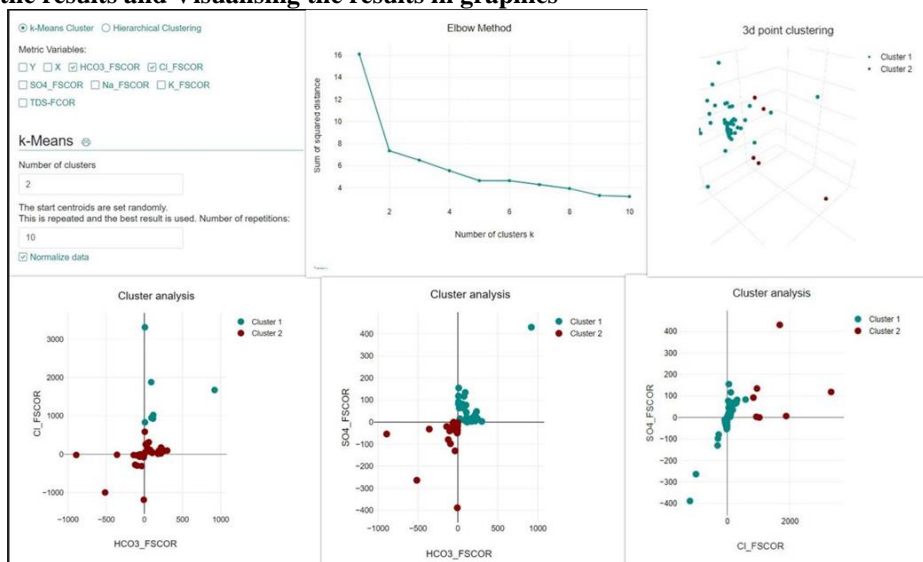 the results and visualising the results in graphics
k-Means Cluster Hierarchical Clustering
Metric Variables:
Y X HCO3_FSCOR Cl_FSCOR
SO4_FSCOR Na_FSCOR K_FSCOR
TDS-FCOR
k-Means
Number of clusters
2
The start centroids are set randomly.
This is repeated and the best result is used. Number of repetitions:
10
Normalize data
Elbow Method
Sum of squared distance
16
14
12
10
8
6
4
2 4 6 8 10
Number of clusters k
3d point clustering
Cluster 1
Cluster 2
Cluster analysis
Cluster 1
Cluster 2
Cl_FSCOR
3000
2000
1000
0
−1000
−1000 −500 0 500 1000
HCO3_FSCOR
Cluster analysis
Cluster 1
Cluster 2
SO4_FSCOR
400
300
200
100
0
−100
−200
−300
−400
−1000 −500 0 500 1000
HCO3_FSCOR
Cluster analysis
Cluster 1
Cluster 2
SO4_FSCOR
400
300
200
100
0
−100
−200
−300
−400
0 2000
Cl_FSCOR